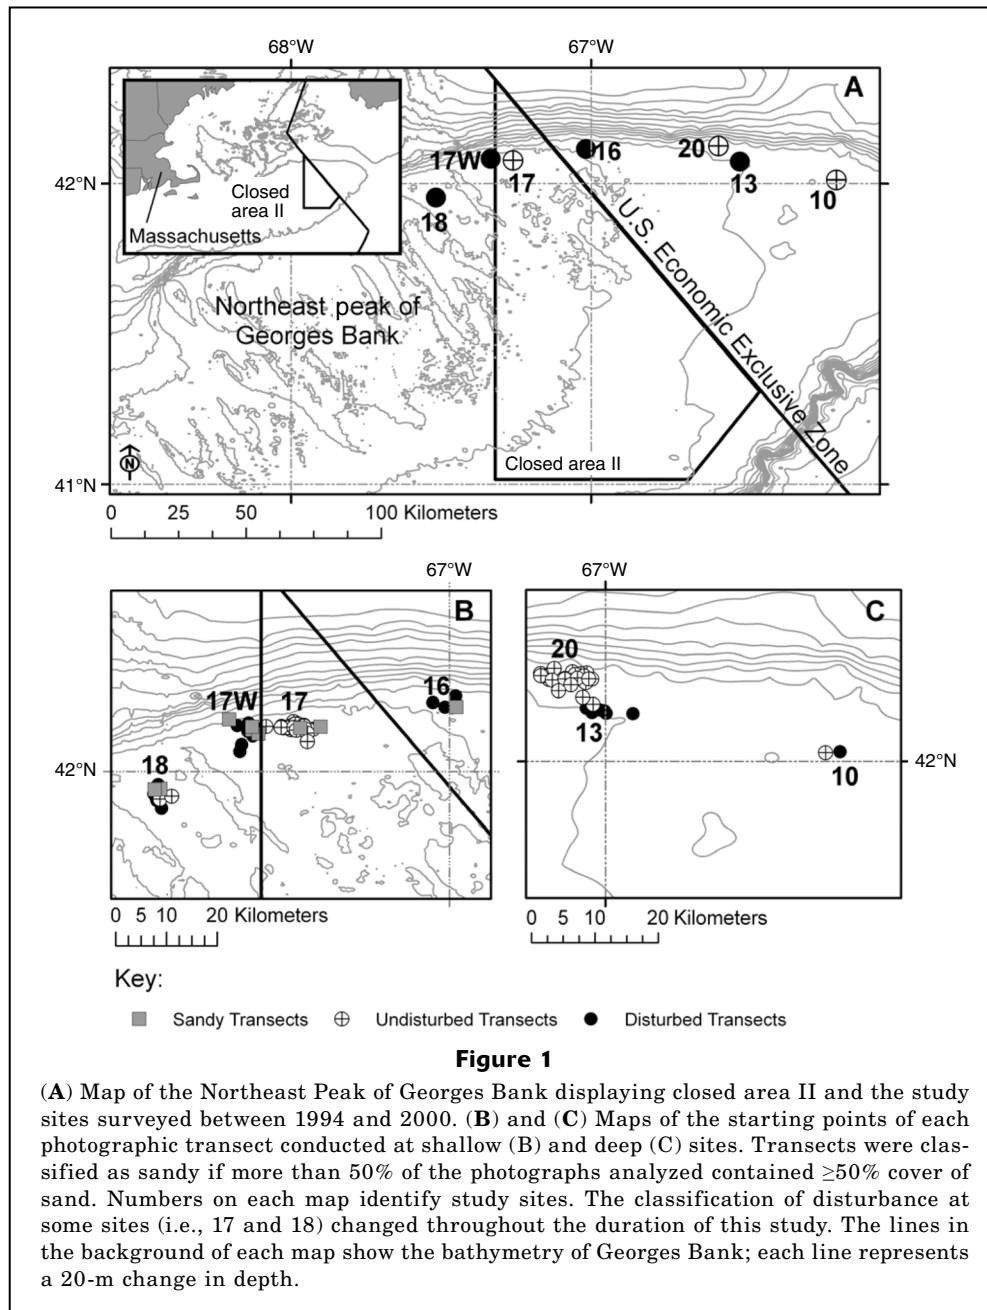 68°W 67°W
A
42°N
17W 17 16 20 13 10
18
Closed
area II
Massachusetts
U.S. Economic Exclusive Zone
Northeast peak of
Georges Bank
N
Closed area II
41°N
0 25 50 100 Kilometers
67°W
B
17W 17 16
42°N
18
0 5 10 20 Kilometers
67°W
C
20
13
10
42°N
0 5 10 20 Kilometers
Key:
Sandy Transects Undisturbed Transects Disturbed Transects
Figure 1
(A) Map of the Northeast Peak of Georges Bank displaying closed area II and the study
sites surveyed between 1994 and 2000. (B) and (C) Maps of the starting points of each
photographic transect conducted at shallow (B) and deep (C) sites. Transects were clas-
sified as sandy if more than 50% of the photographs analyzed contained ≥50% cover of
sand. Numbers on each map identify study sites. The classification of disturbance at
some sites (i.e., 17 and 18) changed throughout the duration of this study. The lines in
the background of each map show the bathymetry of Georges Bank; each line represents
a 20-m change in depth.